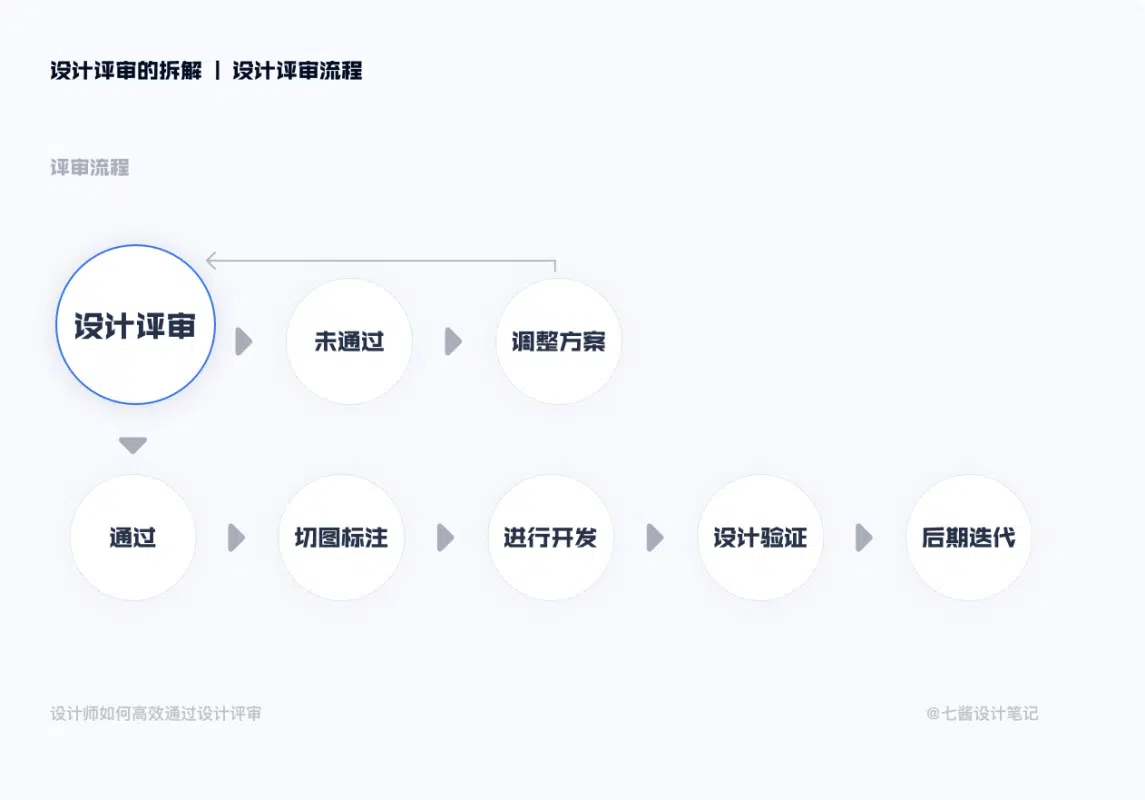 设计评审的拆解 | 设计评审流程
评审流程
设计评审
未通过
调整方案
通过
切图标注
进行开发
设计验证
后期迭代
设计师如何高效通过设计评审
@七酱设计笔记